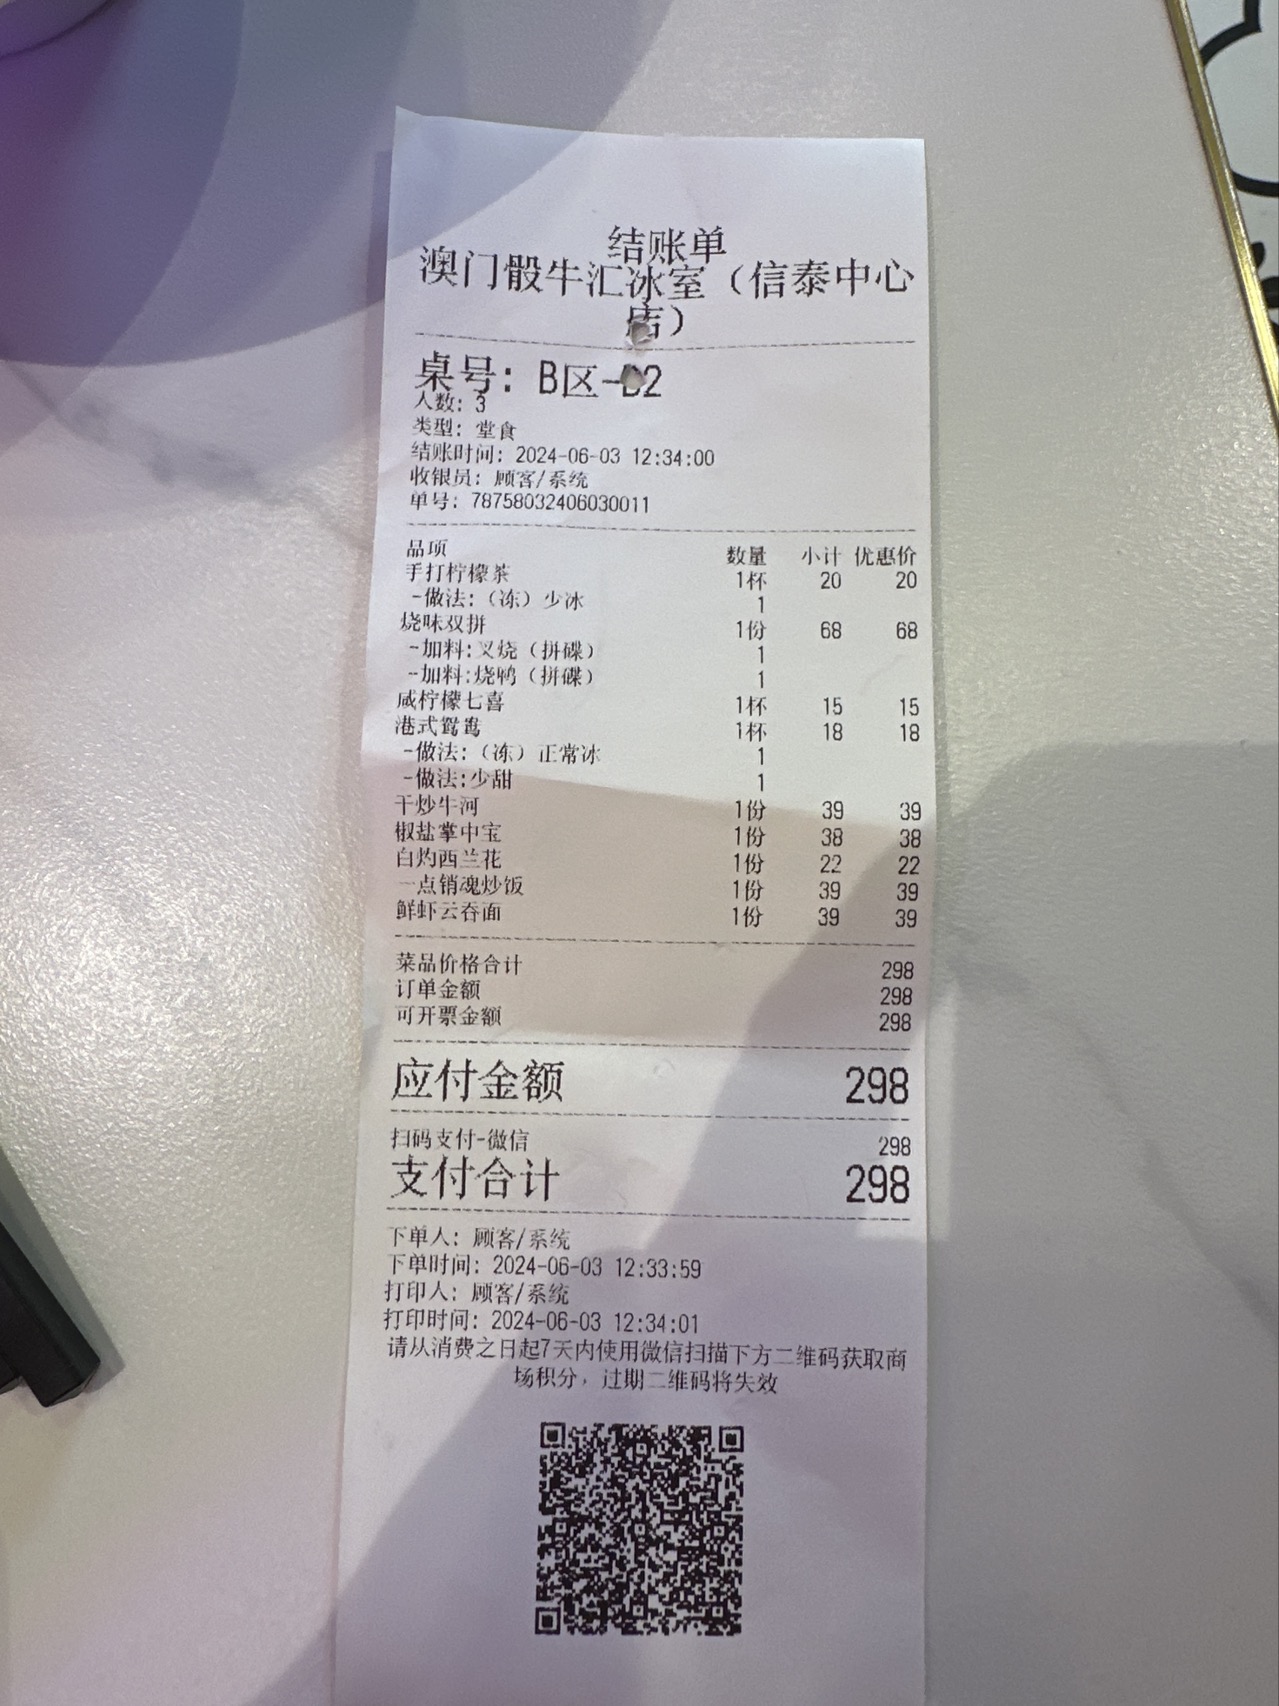 结账单
澳门骰牛汇冰室（信泰中心
店）
桌号: B区-D2
人数: 3
类型: 堂食
结账时间: 2024-06-03 12:34:00
收银员: 顾客/系统
单号: 78758032406030011
品项 数量 小计 优惠价
手打柠檬茶 1杯 20 20
-做法:（冻）少冰 1
烧味双拼 1份 68 68
-加料:叉烧（拼碟） 1
-加料:烧鸭（拼碟） 1
咸柠檬七喜 1杯 15 15
港式鸳鸯 1杯 18 18
-做法:（冻）正常冰 1
-做法:少甜 1
干炒牛河 1份 39 39
椒盐掌中宝 1份 38 38
白灼西兰花 1份 22 22
一点销魂炒饭 1份 39 39
鲜虾云吞面 1份 39 39
菜品价格合计 298
订单金额 298
可开票金额 298
应付金额 298
扫码支付-微信 298
支付合计 298
下单人: 顾客/系统
下单时间: 2024-06-03 12:33:59
打印人: 顾客/系统
打印时间: 2024-06-03 12:34:01
请从消费之日起7天内使用微信扫描下方二维码获取商
场积分，过期二维码将失效